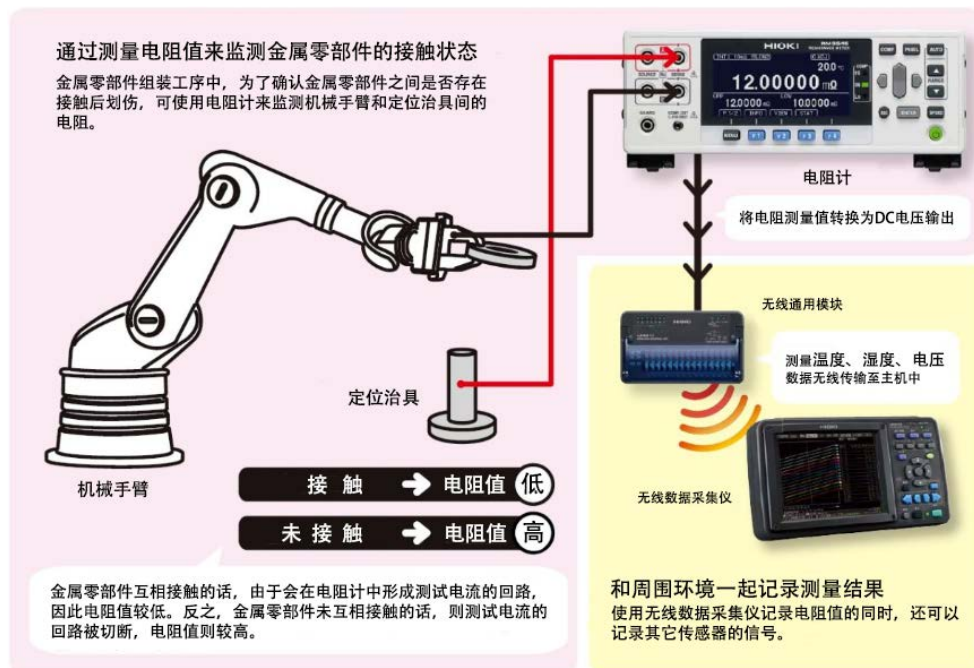 通过测量电阻值来监测金属零部件的接触状态
金属零部件组装工序中，为了确认金属零部件之间是否存在
接触后划伤，可使用电阻计来监测机械手臂和定位治具间的
电阻。
HIOKI
12.00000 mΩ
12.0000 mΩ
10.0000 mΩ
电阻计
将电阻测量值转换为DC电压输出
无线通用模块
HIOKI
测量温度、湿度、电压
数据无线传输至主机中
定位治具
机械手臂
接 触 → 电阻值 低
未 接 触 → 电阻值 高
HIOKI
无线数据采集仪
金属零部件互相接触的话，由于会在电阻计中形成测试电流的回路，
因此电阻值较低。反之，金属零部件未互相接触的话，则测试电流的
回路被切断，电阻值则较高。
和周围环境一起记录测量结果
使用无线数据采集仪记录电阻值的同时，还可以
记录其它传感器的信号。